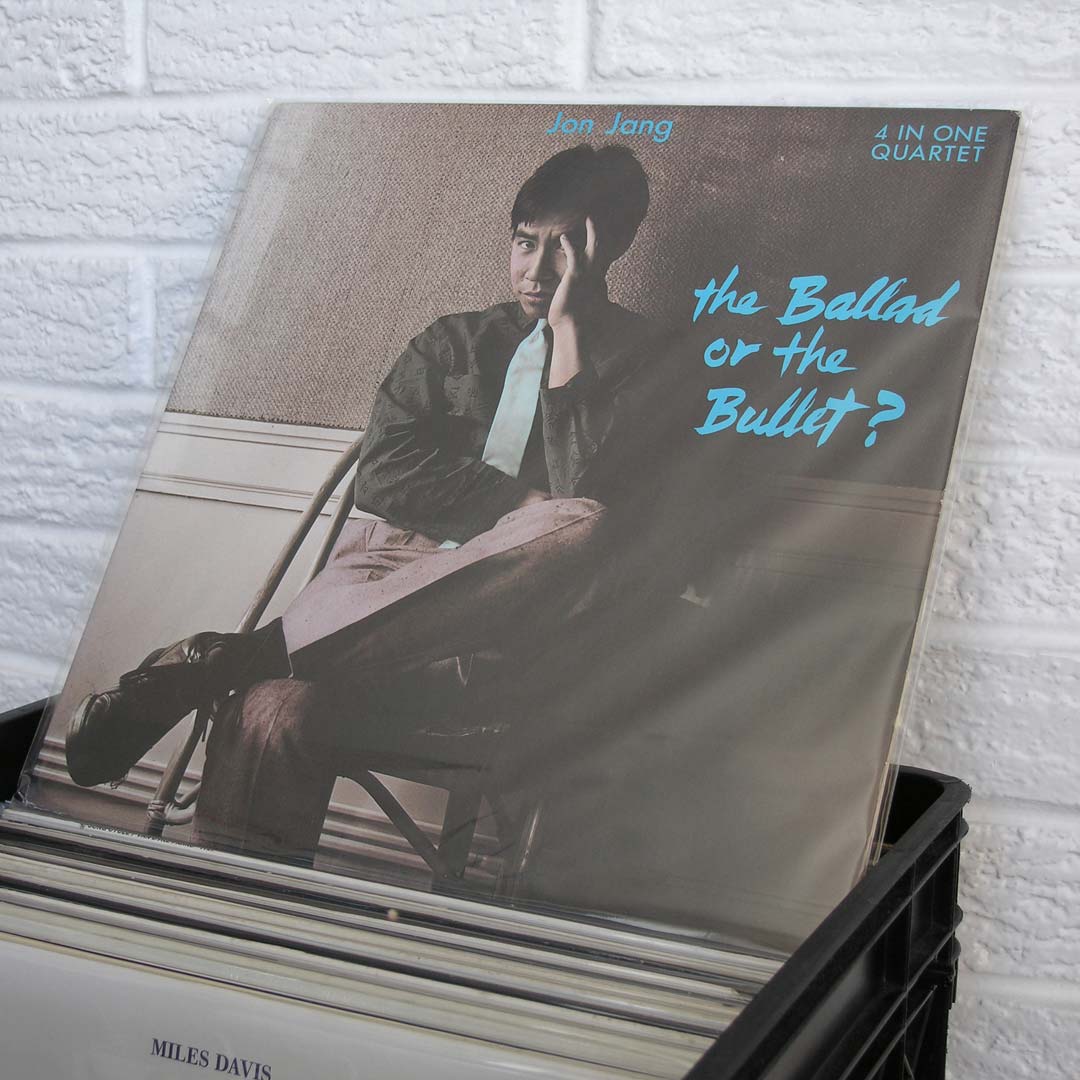 Jon Jang
4 IN ONE
QUARTET
the Ballad
or the
Bullet?
MILES DAVIS